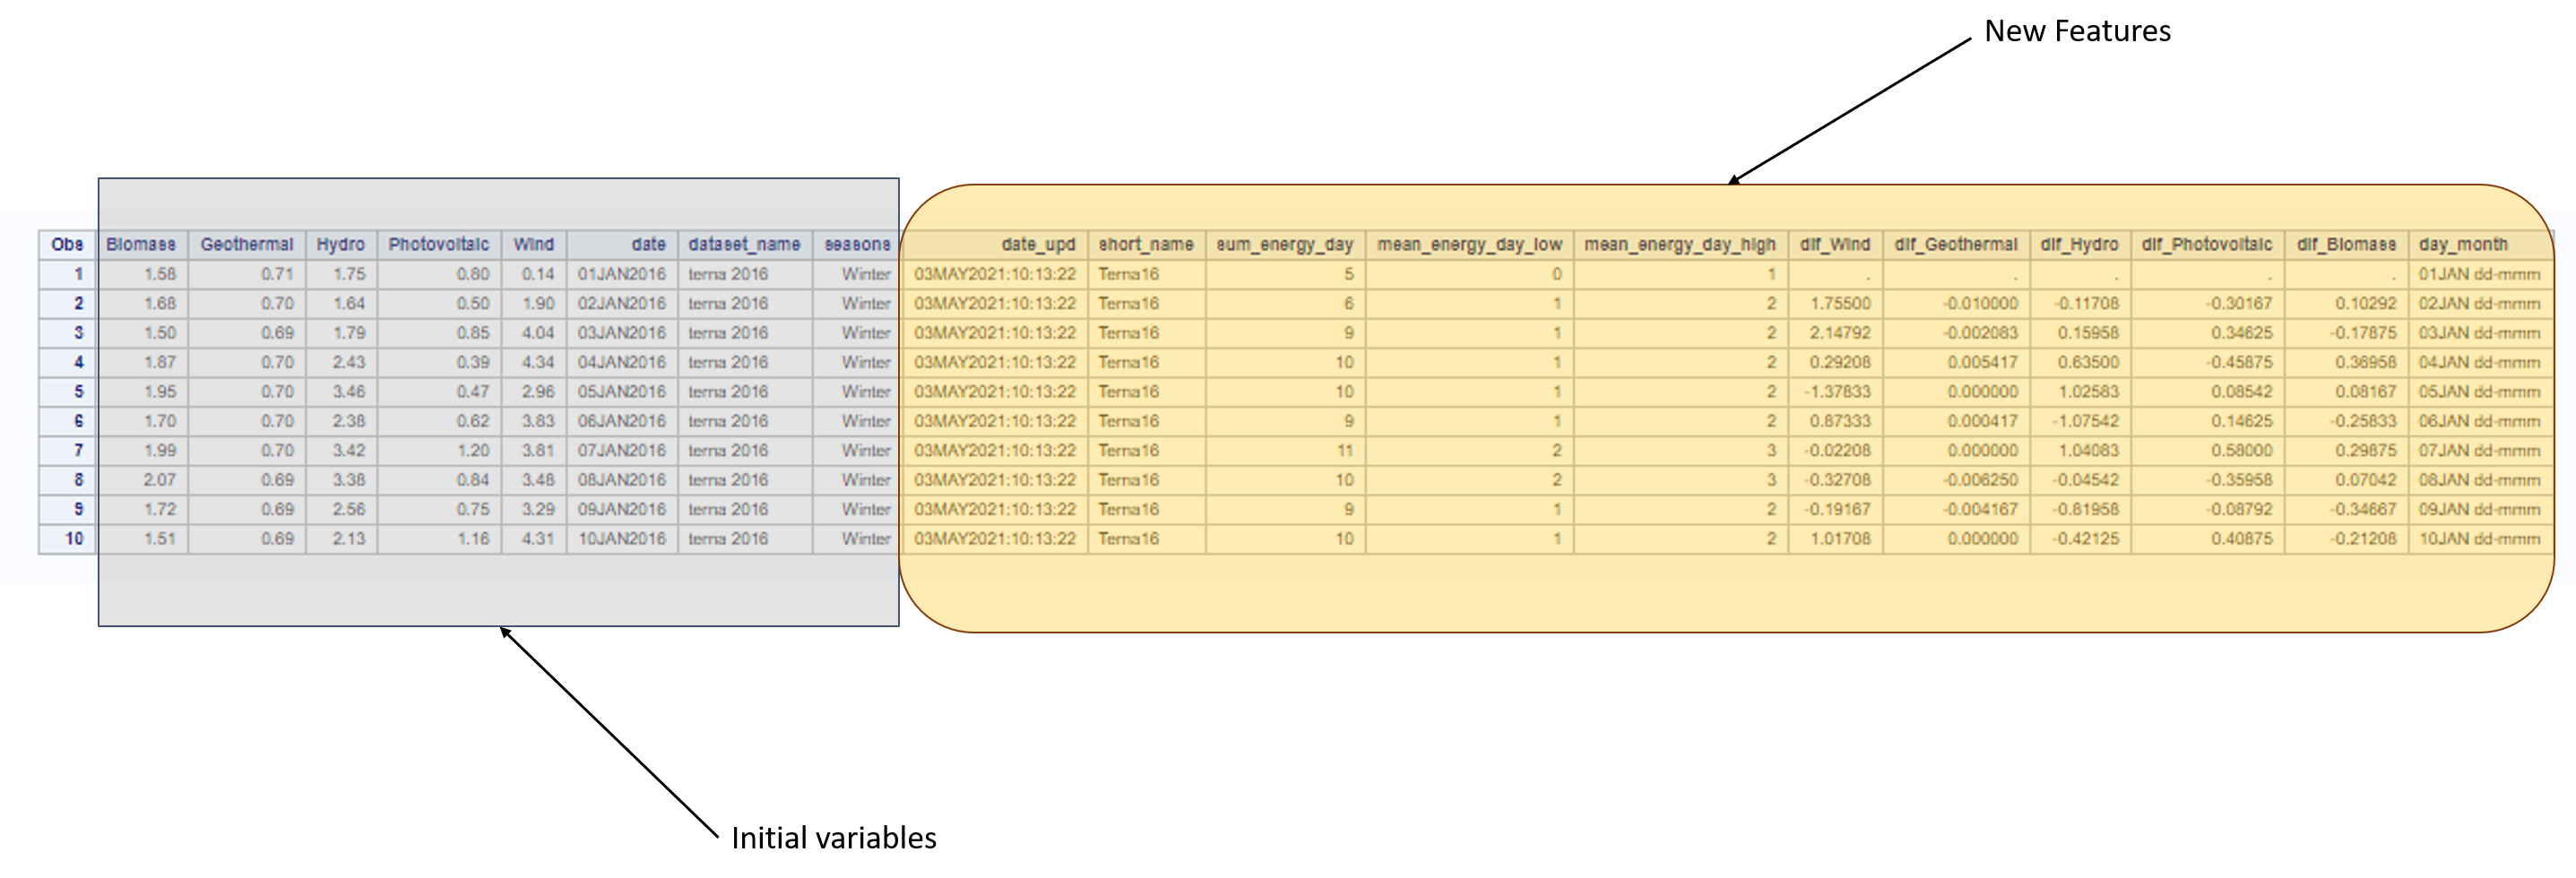 New Features
Obs Biomass Geothermal Hydro Photovoltaic Wind date dataset_name seasons date_upd short_name sum_energy_day mean_energy_day_low mean_energy_day_high dif_Wind dif_Geothermal dif_Hydro dif_Photovoltaic dif_Biomass day_month
1 1.58 0.71 1.75 0.80 0.14 01JAN2016 terna 2016 Winter 03MAY2021:10:13:22 Terna16 5 0 1 . . . . . 01JAN dd-mmm
2 1.68 0.70 1.64 0.50 1.90 02JAN2016 terna 2016 Winter 03MAY2021:10:13:22 Terna16 6 1 2 1.75500 -0.010000 -0.11708 -0.30167 0.10292 02JAN dd-mmm
3 1.50 0.69 1.79 0.85 4.04 03JAN2016 terna 2016 Winter 03MAY2021:10:13:22 Terna16 9 1 2 2.14792 -0.002083 0.15958 0.34625 -0.17875 03JAN dd-mmm
4 1.87 0.70 2.43 0.39 4.34 04JAN2016 terna 2016 Winter 03MAY2021:10:13:22 Terna16 10 1 2 0.29208 0.005417 0.63500 -0.45875 0.36958 04JAN dd-mmm
5 1.95 0.70 3.46 0.47 2.96 05JAN2016 terna 2016 Winter 03MAY2021:10:13:22 Terna16 10 1 2 -1.37833 0.000000 1.02583 0.08542 0.08167 05JAN dd-mmm
6 1.70 0.70 2.38 0.62 3.83 06JAN2016 terna 2016 Winter 03MAY2021:10:13:22 Terna16 9 1 2 0.87333 0.000417 -1.07542 0.14625 -0.25833 06JAN dd-mmm
7 1.99 0.70 3.42 1.20 3.81 07JAN2016 terna 2016 Winter 03MAY2021:10:13:22 Terna16 11 2 3 -0.02208 0.000000 1.04083 0.58000 0.29875 07JAN dd-mmm
8 2.07 0.69 3.38 0.84 3.48 08JAN2016 terna 2016 Winter 03MAY2021:10:13:22 Terna16 10 2 3 -0.32708 -0.006250 -0.04542 -0.35958 0.07042 08JAN dd-mmm
9 1.72 0.69 2.56 0.75 3.29 09JAN2016 terna 2016 Winter 03MAY2021:10:13:22 Terna16 9 1 2 -0.19167 -0.004167 -0.81958 -0.08792 -0.34667 09JAN dd-mmm
10 1.51 0.69 2.13 1.16 4.31 10JAN2016 terna 2016 Winter 03MAY2021:10:13:22 Terna16 10 1 2 1.01708 0.000000 -0.42125 0.40875 -0.21208 10JAN dd-mmm
Initial variables